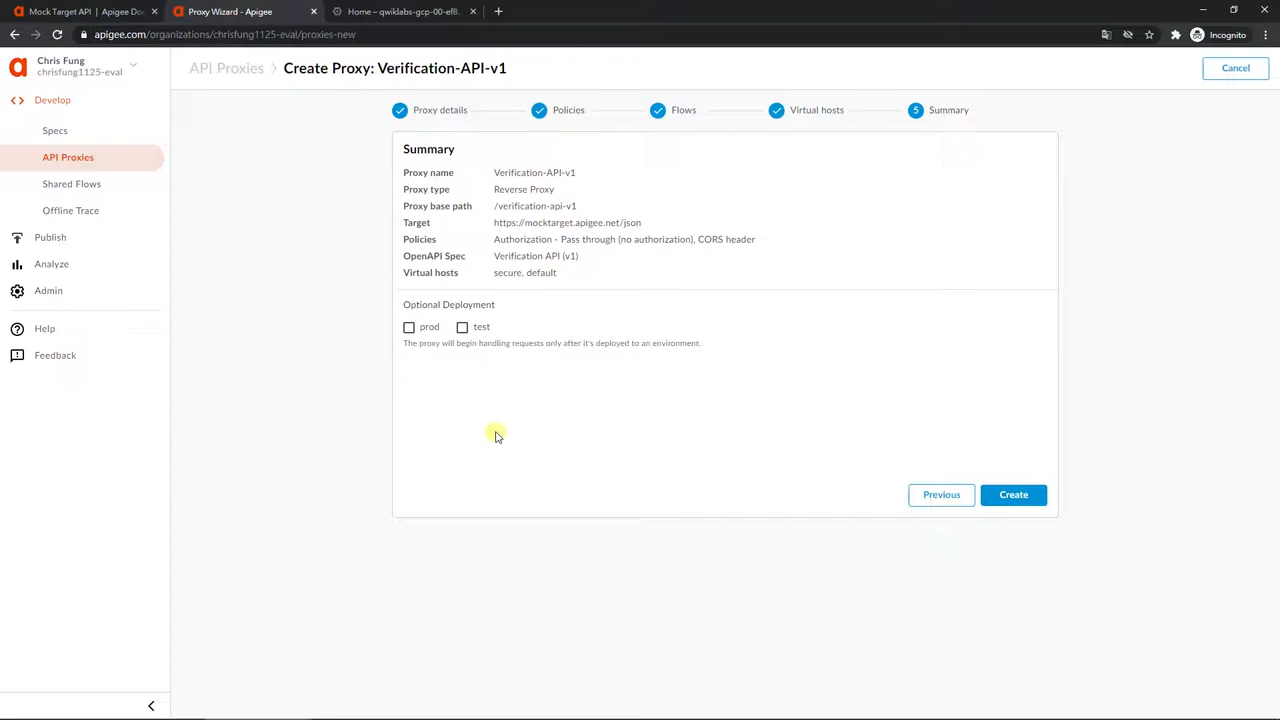 Mock Target API | Apigee Doc
Proxy Wizard - Apigee
Home – qwiklabs-gcp-00-ef8
apigee.com/organizations/chrisfung1125-eval/proxies-new
Incognito
Chris Fung
chrisfung1125-eval
API Proxies
Create Proxy: Verification-API-v1
Cancel
Develop
Specs
API Proxies
Shared Flows
Offline Trace
Publish
Analyze
Admin
Help
Feedback
Proxy details
Policies
Flows
Virtual hosts
5 Summary
Summary
Proxy name Verification-API-v1
Proxy type Reverse Proxy
Proxy base path /verification-api-v1
Target https://mocktarget.apigee.net/json
Policies Authorization - Pass through (no authorization), CORS header
OpenAPI Spec Verification API (v1)
Virtual hosts secure, default
Optional Deployment
prod test
The proxy will begin handling requests only after it's deployed to an environment.
Previous Create